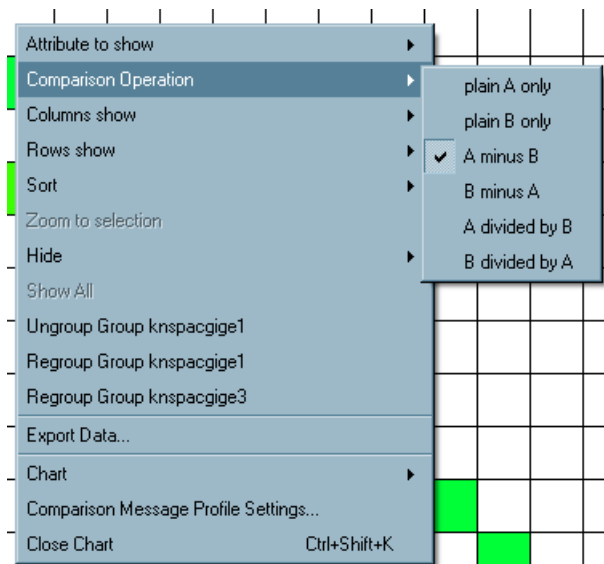 Attribute to show
Comparison Operation
Columns show
Rows show
Sort
Zoom to selection
Hide
Show All
Ungroup Group knspacgige1
Regroup Group knspacgige1
Regroup Group knspacgige3
Export Data...
Chart
Comparison Message Profile Settings...
Close Chart Ctrl+Shift+K
plain A only
plain B only
A minus B
B minus A
A divided by B
B divided by A